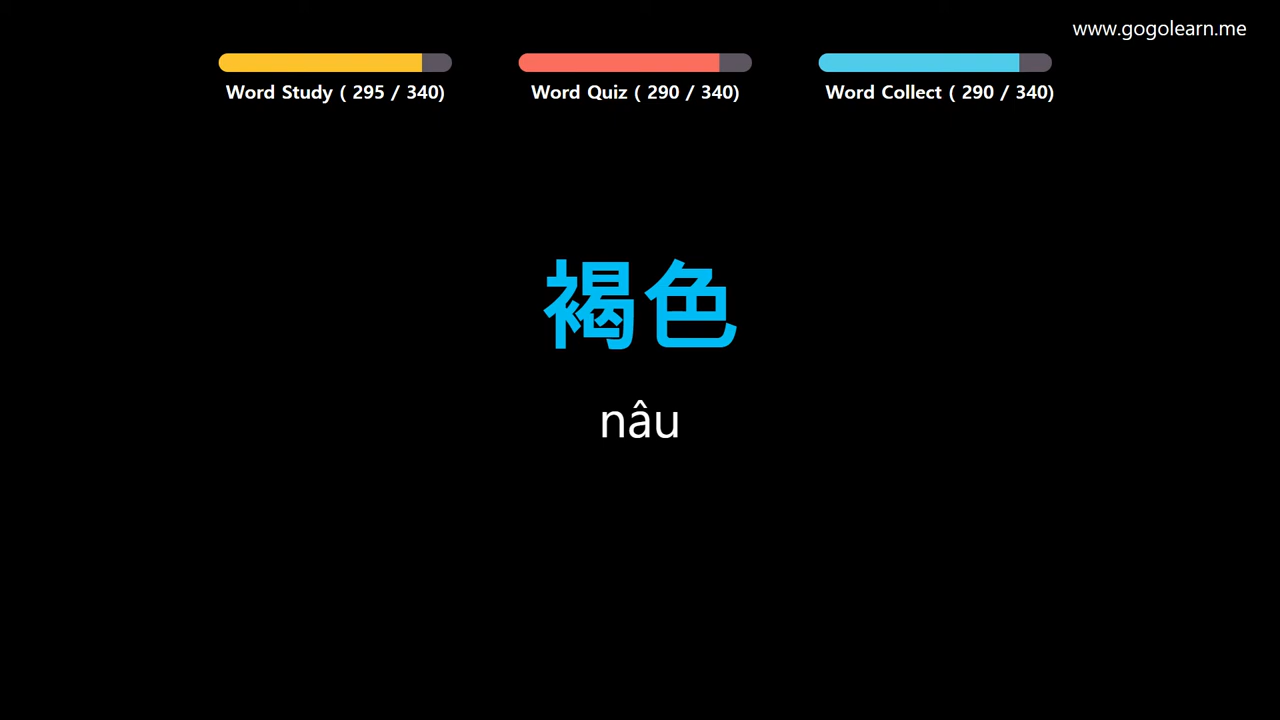 www.gogolearn.me
Word Study ( 295 / 340)
Word Quiz ( 290 / 340)
Word Collect ( 290 / 340)
褐色
nâu